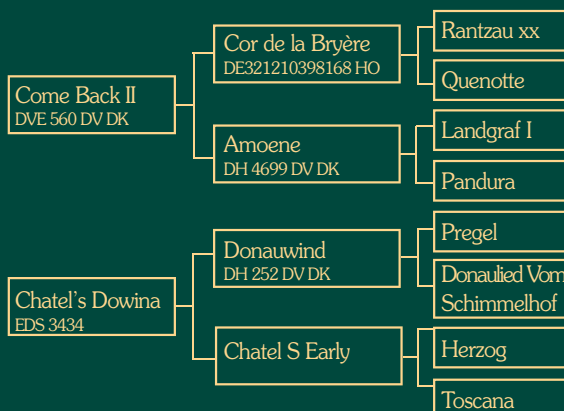 Come Back II
DVE 560 DV DK
Cor de la Bryère
DE321210398168 HO
Rantzau xx
Quenotte
Amoene
DH 4699 DV DK
Landgraf I
Pandura
Chatel's Dowina
EDS 3434
Donauwind
DH 252 DV DK
Pregel
Donaulied Vom
Schimmelhof
Chatel S Early
Herzog
Toscana